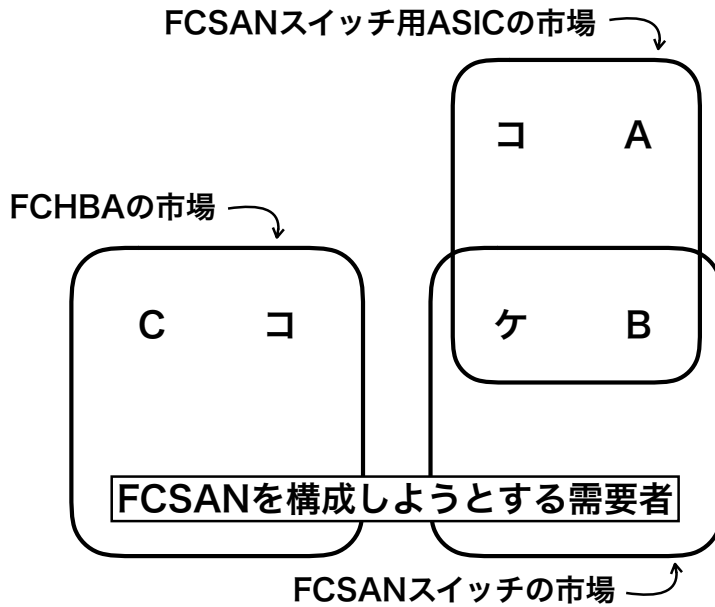 FCSANスイッチ用ASICの市場
コ A
FCHBAの市場
C コ
ケ B
FCSANを構成しようとする需要者
FCSANスイッチの市場